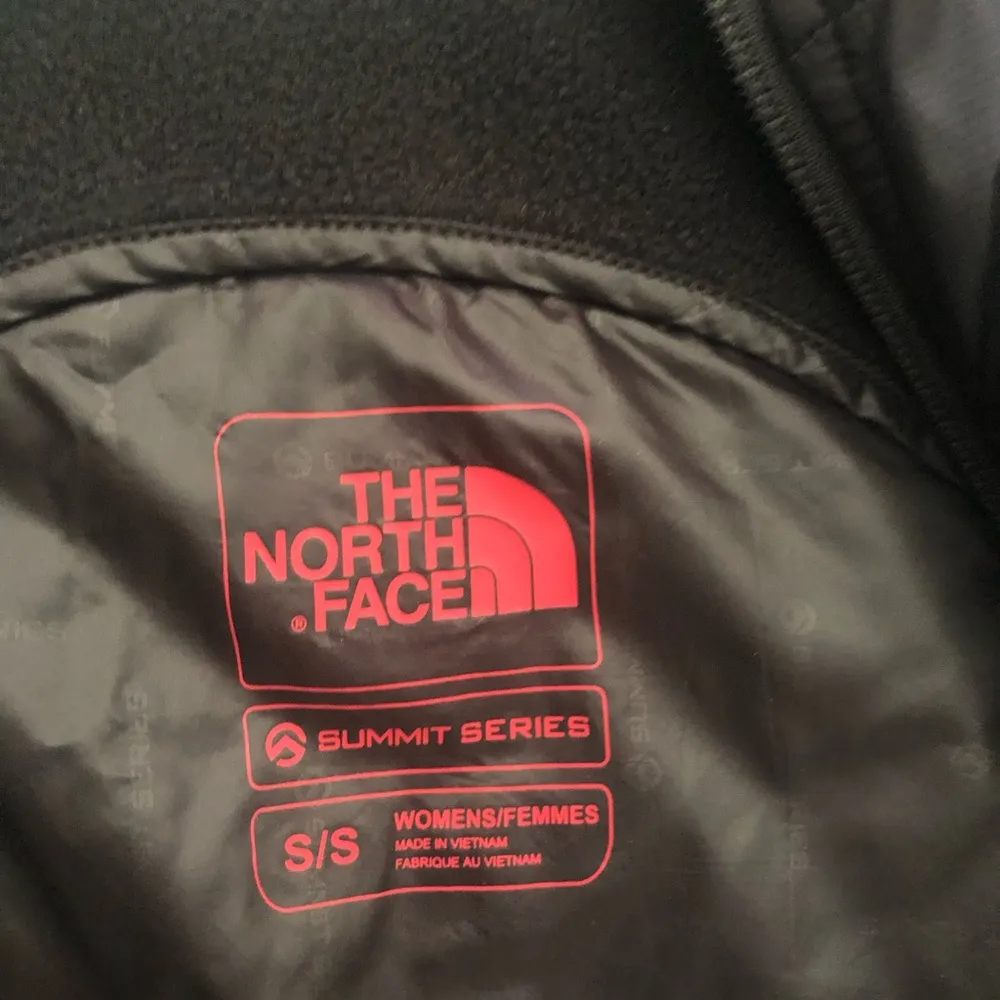 THE
NORTH
® FACE
SUMMIT SERIES
S/S
WOMENS/FEMMES
MADE IN VIETNAM
FABRIQUE AU VIETNAM